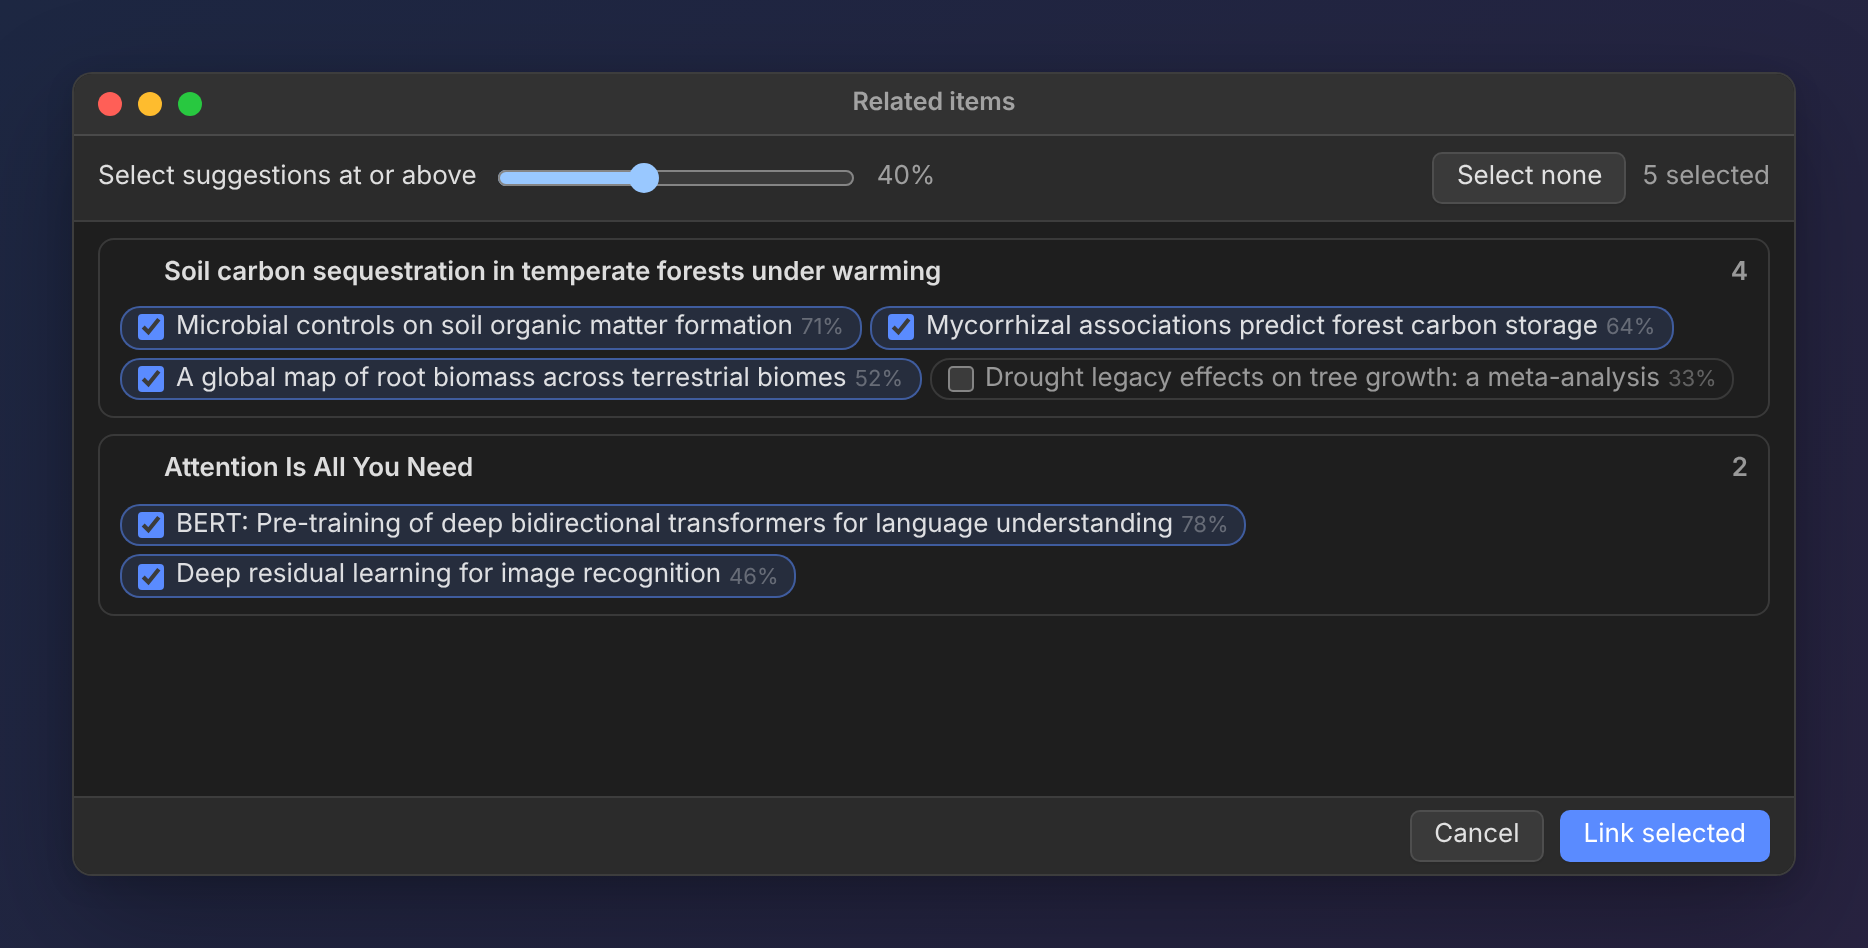 Related items
Select suggestions at or above 40% Select none 5 selected
Soil carbon sequestration in temperate forests under warming 4
Microbial controls on soil organic matter formation 71% Mycorrhizal associations predict forest carbon storage 64%
A global map of root biomass across terrestrial biomes 52% Drought legacy effects on tree growth: a meta-analysis 33%
Attention Is All You Need 2
BERT: Pre-training of deep bidirectional transformers for language understanding 78%
Deep residual learning for image recognition 46%
Cancel Link selected